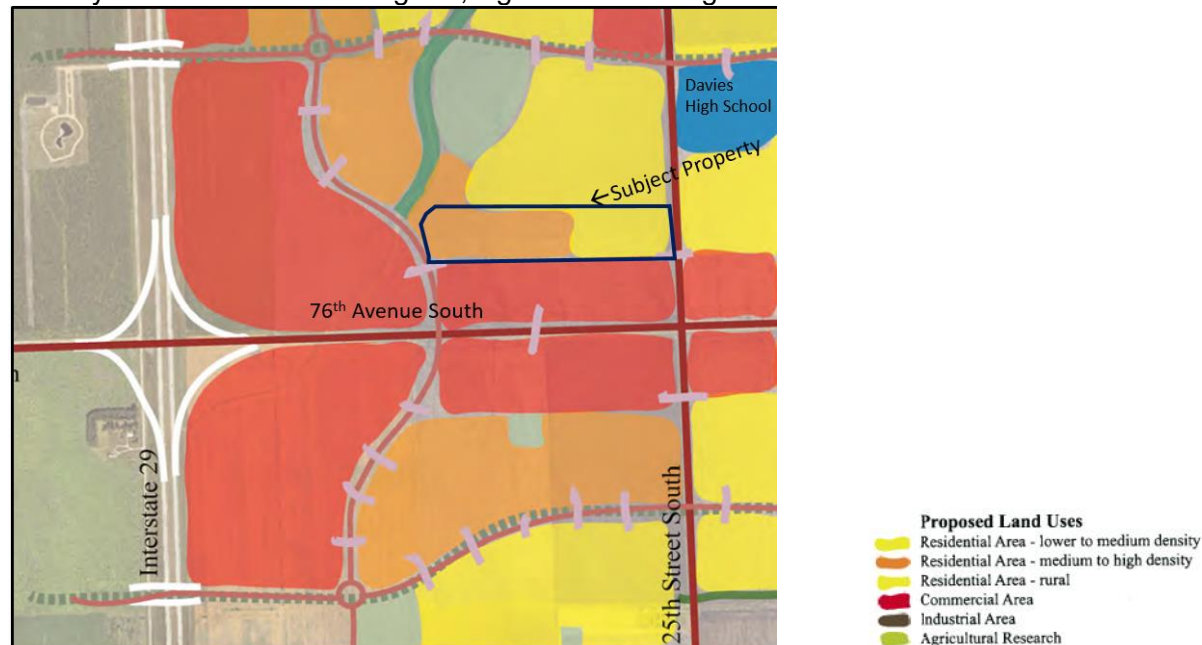 Davies
High School
←Subject Property
76th Avenue South
Interstate 29
25th Street South
Proposed Land Uses
Residential Area - lower to medium density
Residential Area - medium to high density
Residential Area - rural
Commercial Area
Industrial Area
Agricultural Research